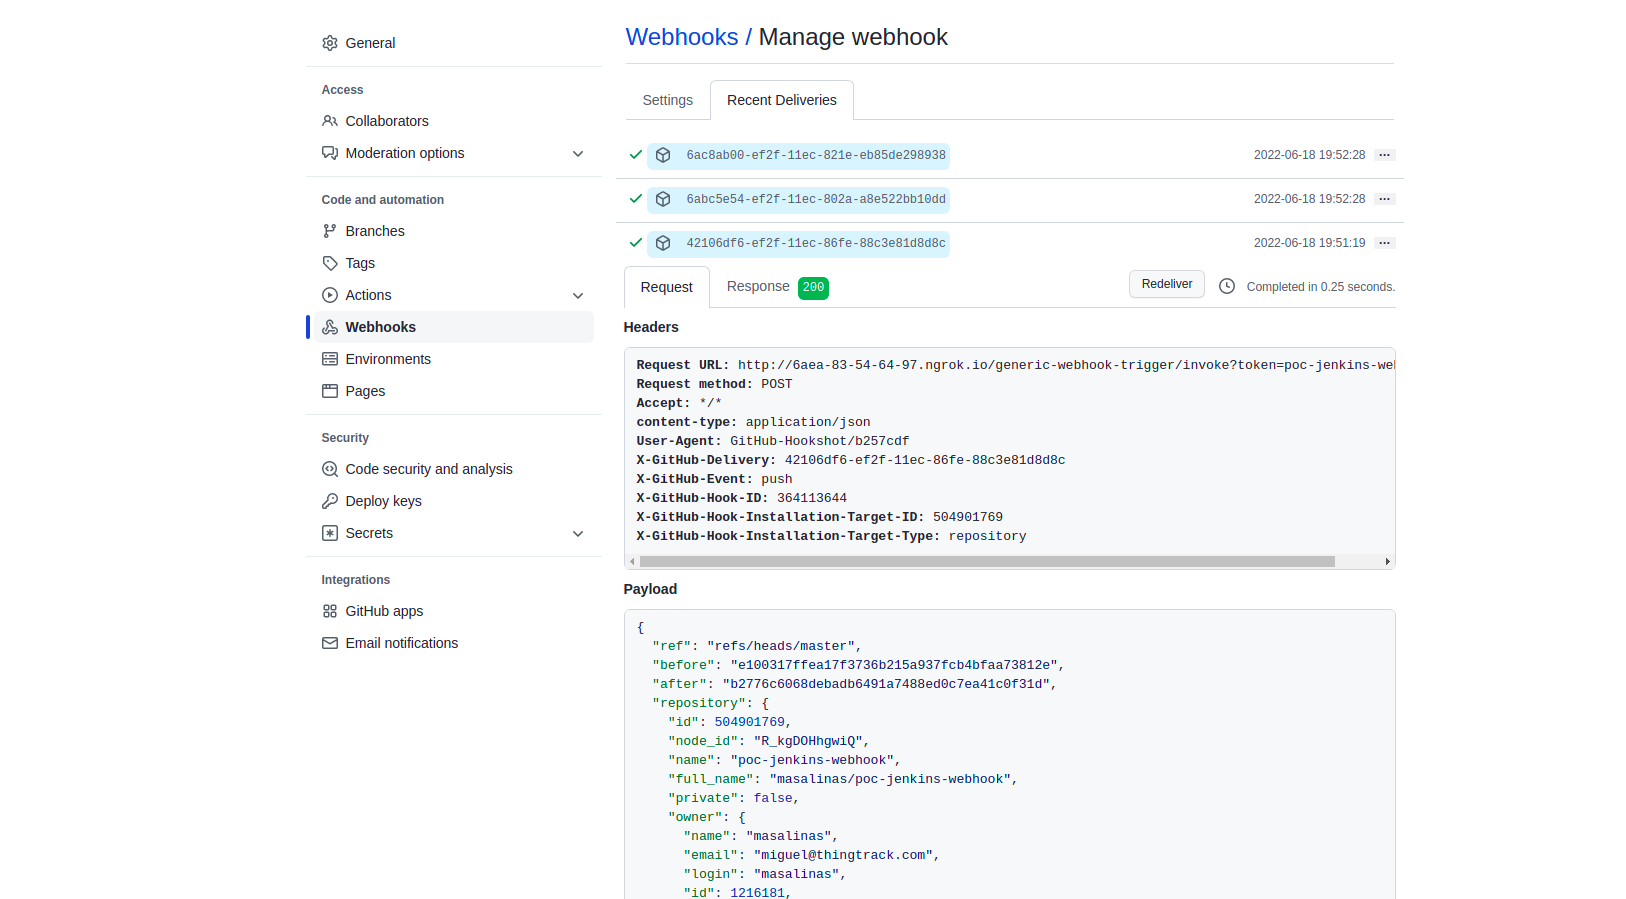 General
Access
Collaborators
Moderation options
Code and automation
Branches
Tags
Actions
Webhooks
Environments
Pages
Security
Code security and analysis
Deploy keys
Secrets
Integrations
GitHub apps
Email notifications
Webhooks / Manage webhook
Settings Recent Deliveries
6ac8ab00-ef2f-11ec-821e-eb85de298938 2022-06-18 19:52:28 ...
6abc5e54-ef2f-11ec-802a-a8e522bb10dd 2022-06-18 19:52:28 ...
42106df6-ef2f-11ec-86fe-88c3e81d8d8c 2022-06-18 19:51:19 ...
Request Response 200 Redeliver Completed in 0.25 seconds.
Headers
Request URL: http://6aea-83-54-64-97.ngrok.io/generic-webhook-trigger/invoke?token=poc-jenkins-we
Request method: POST
Accept: */*
content-type: application/json
User-Agent: GitHub-Hookshot/b257cdf
X-GitHub-Delivery: 42106df6-ef2f-11ec-86fe-88c3e81d8d8c
X-GitHub-Event: push
X-GitHub-Hook-ID: 364113644
X-GitHub-Hook-Installation-Target-ID: 504901769
X-GitHub-Hook-Installation-Target-Type: repository
Payload
{
"ref": "refs/heads/master",
"before": "e100317ffea17f3736b215a937fcb4bfaa73812e",
"after": "b2776c6068debadb6491a7488ed0c7ea41c0f31d",
"repository": {
"id": 504901769,
"node_id": "R_kgDOHhgwiQ",
"name": "poc-jenkins-webhook",
"full_name": "masalinas/poc-jenkins-webhook",
"private": false,
"owner": {
"name": "masalinas",
"email": "miguel@thingtrack.com",
"login": "masalinas",
"id": 1216181,